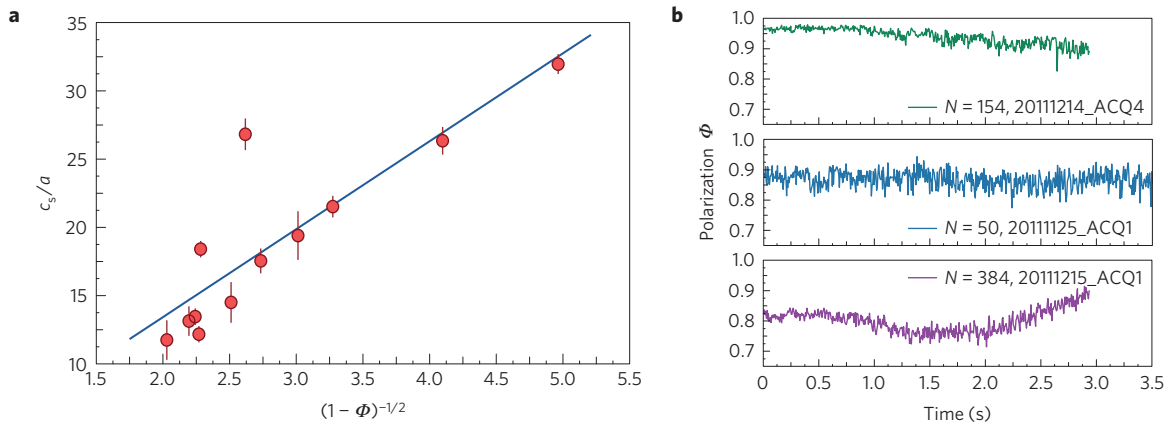 a
35
30
25
20
15
10
c_s/a
1.5 2.0 2.5 3.0 3.5 4.0 4.5 5.0 5.5
(1 – Φ)^–1/2
b
Polarization Φ
1.0
0.9
0.8
0.7
N = 154, 20111214_ACQ4
1.0
0.9
0.8
0.7
N = 50, 20111125_ACQ1
1.0
0.9
0.8
0.7
N = 384, 20111215_ACQ1
0 0.5 1.0 1.5 2.0 2.5 3.0 3.5
Time (s)